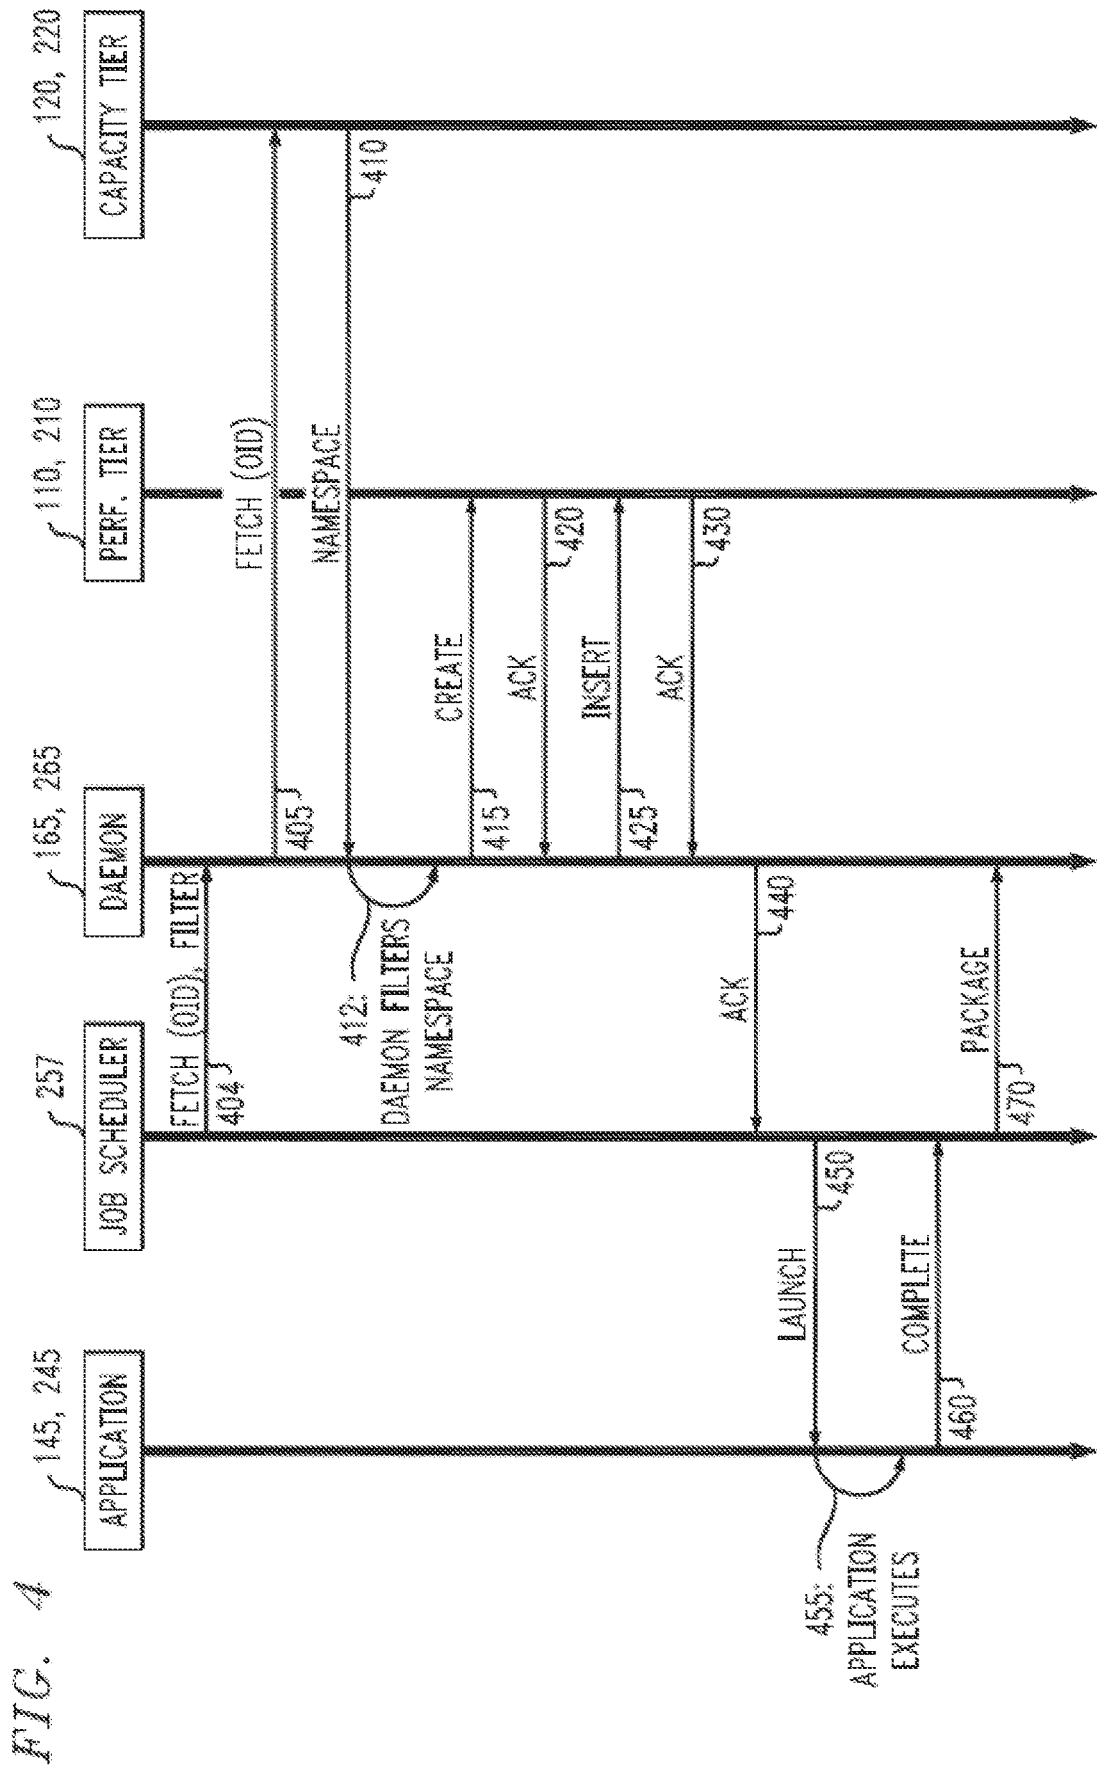 FIG. 4
145, 245
257
165, 265
110, 210
120, 220
APPLICATION
JOB SCHEDULER
DAEMON
PERF. TIER
CAPACITY TIER
FETCH (OID), FILTER
404
FETCH (OID)
405
NAMESPACE
410
412:
DAEMON FILTERS
NAMESPACE
CREATE
415
ACK
420
INSERT
425
ACK
430
ACK
440
LAUNCH
450
455:
APPLICATION
EXECUTES
COMPLETE
460
PACKAGE
470